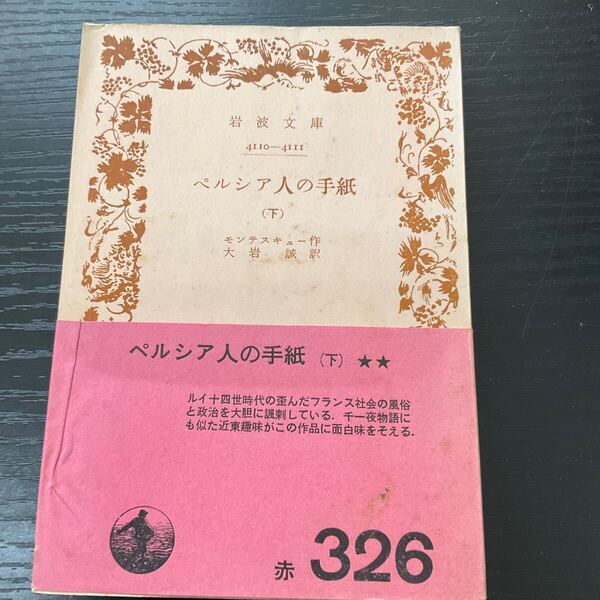 岩波文庫
4110—4111
ペルシア人の手紙
(下)
モンテスキュー作
大岩 誠訳
ペルシア人の手紙 (下) ★★
ルイ十四世時代の歪んだフランス社会の風俗
と政治を大胆に諷刺している. 千一夜物語に
も似た近東趣味がこの作品に面白味をそえる.
赤 326